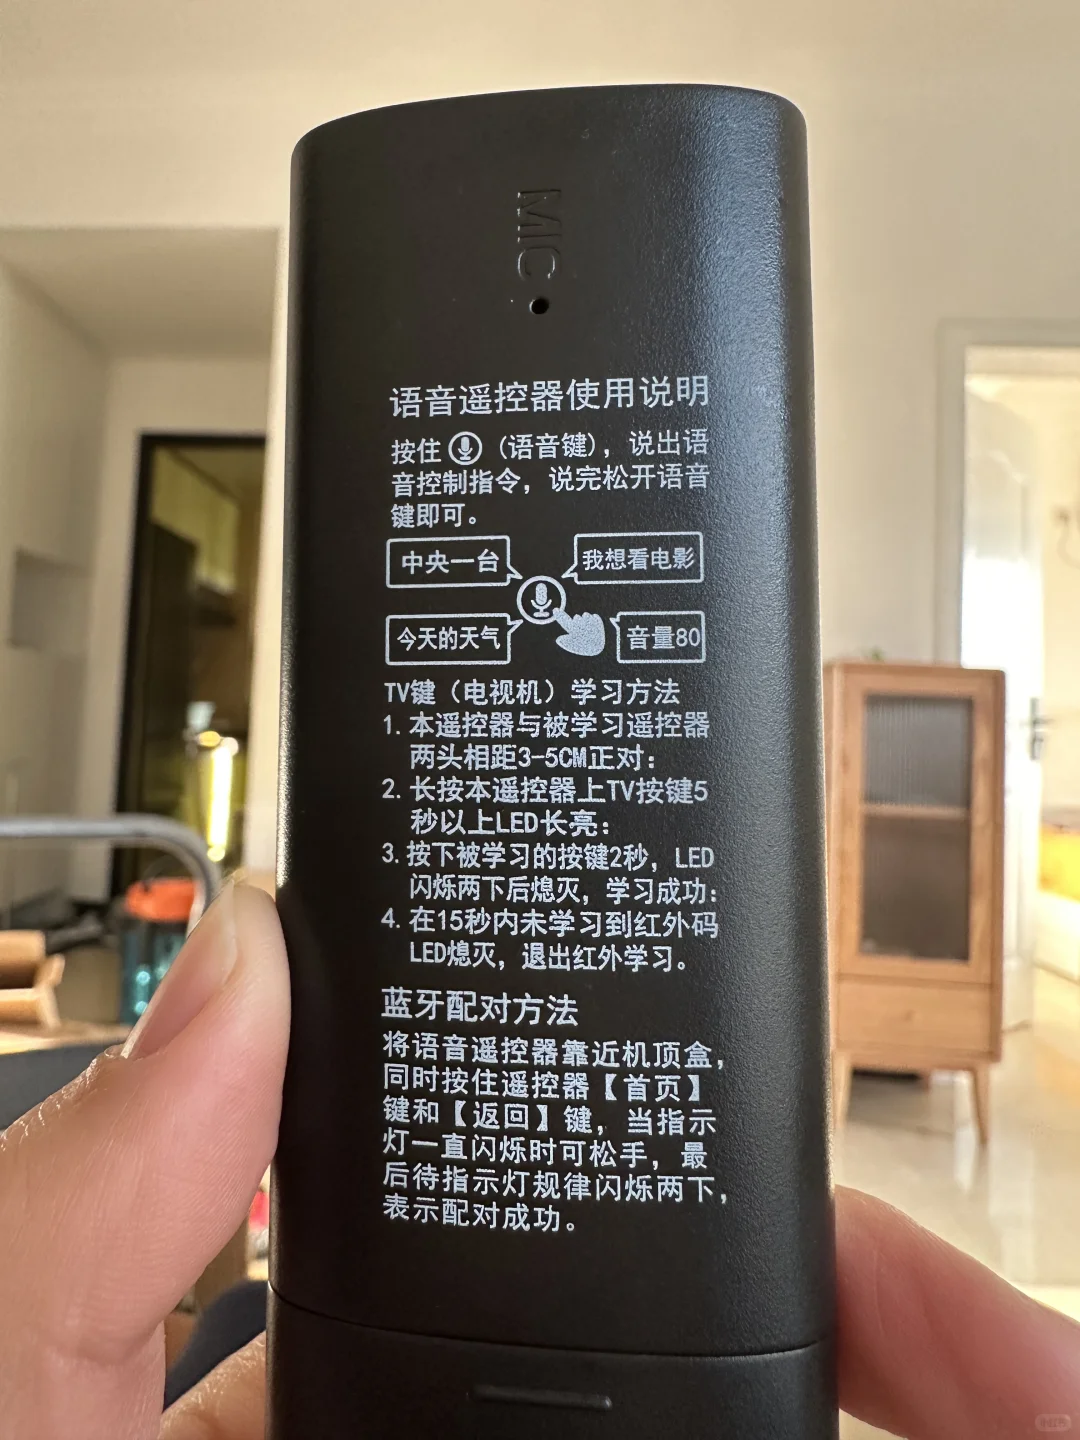 MIC
语音遥控器使用说明
按住 (语音键)，说出语
音控制指令，说完松开语音
键即可。
中央一台
我想看电影
今天的天气
音量80
TV键（电视机）学习方法
1. 本遥控器与被学习遥控器
两头相距3-5CM正对：
2. 长按本遥控器上TV按键5
秒以上LED长亮：
3. 按下被学习的按键2秒，LED
闪烁两下后熄灭，学习成功：
4. 在15秒内未学习到红外码
LED熄灭，退出红外学习。
蓝牙配对方法
将语音遥控器靠近机顶盒，
同时按住遥控器【首页】
键和【返回】键，当指示
灯一直闪烁时可松手，最
后待指示灯规律闪烁两下，
表示配对成功。
小红书